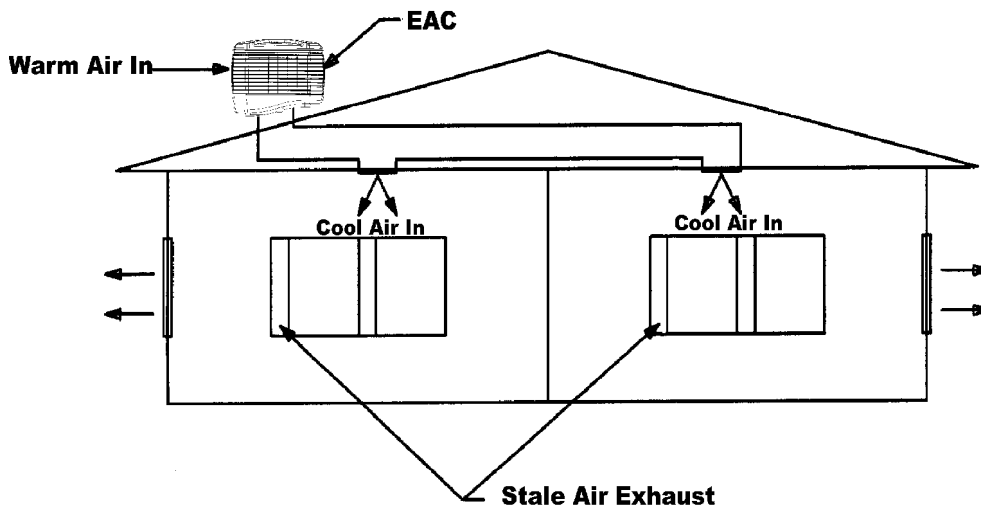 EAC
Warm Air In
Cool Air In
Cool Air In
Stale Air Exhaust